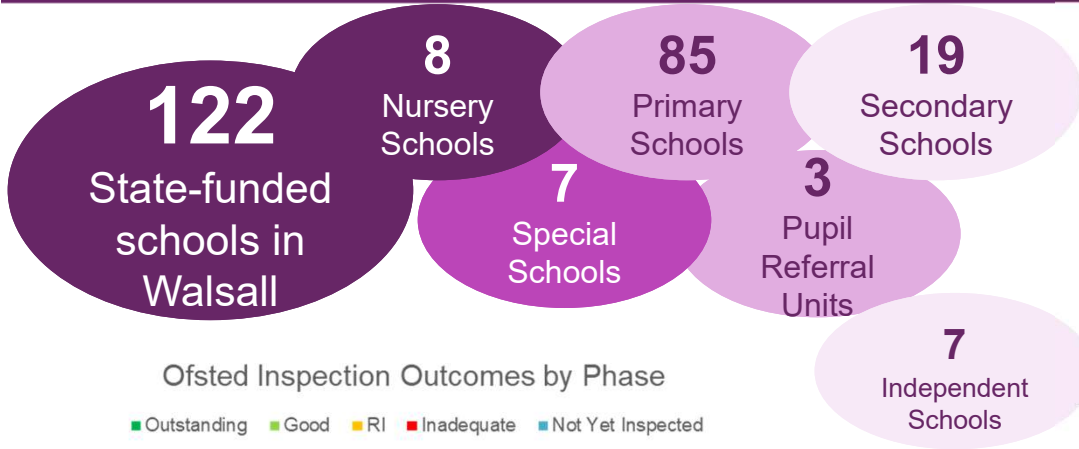 122
State-funded
schools in
Walsall
8
Nursery
Schools
85
Primary
Schools
19
Secondary
Schools
7
Special
Schools
3
Pupil
Referral
Units
7
Independent
Schools
Ofsted Inspection Outcomes by Phase
Outstanding Good RI Inadequate Not Yet Inspected